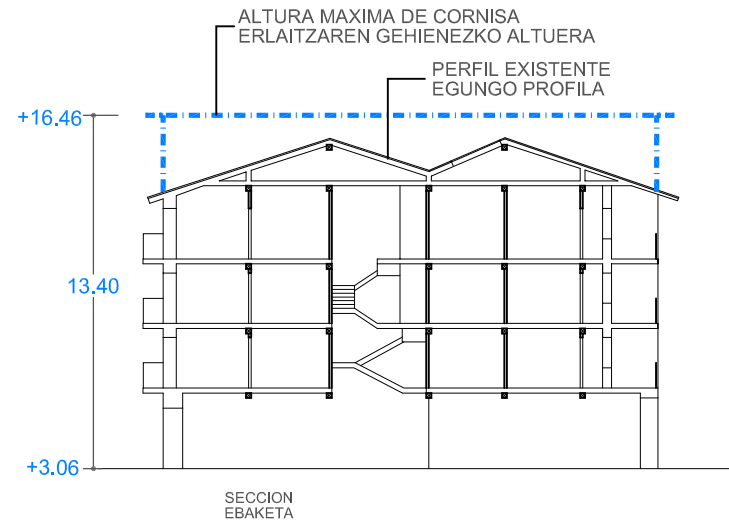 ALTURA MAXIMA DE CORNISA
ERLAITZAREN GEHIENEZKO ALTUERA
PERFIL EXISTENTE
EGUNGO PROFILA
+16.46
13.40
+3.06
SECCION
EBAKETA